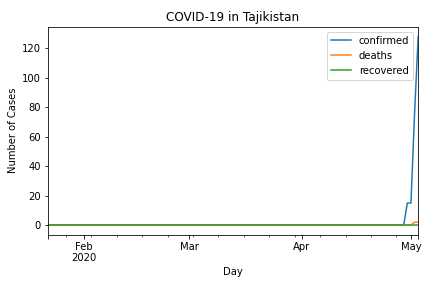 COVID-19 in Tajikistan
confirmed
deaths
recovered
Number of Cases
120
100
80
60
40
20
0
Feb
2020
Mar
Apr
May
Day